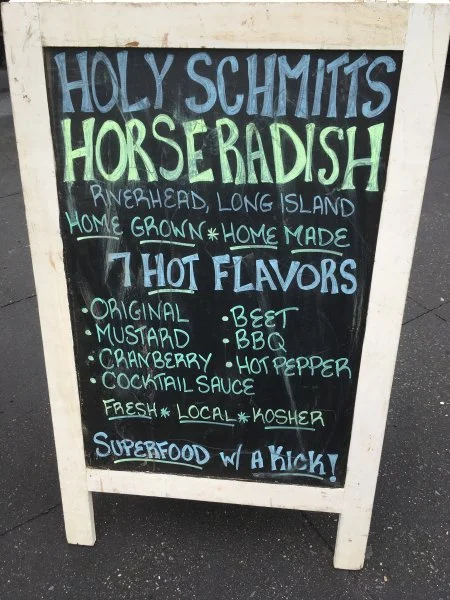 HOLY SCHMITTS
HORSERADISH
RIVERHEAD, LONG ISLAND
HOME GROWN * HOME MADE
7 HOT FLAVORS
• ORIGINAL • BEET
• MUSTARD • BBQ
• CRANBERRY • HOT PEPPER
• COCKTAIL SAUCE
FRESH * LOCAL * KOSHER
SUPERFOOD W/ A KICK!